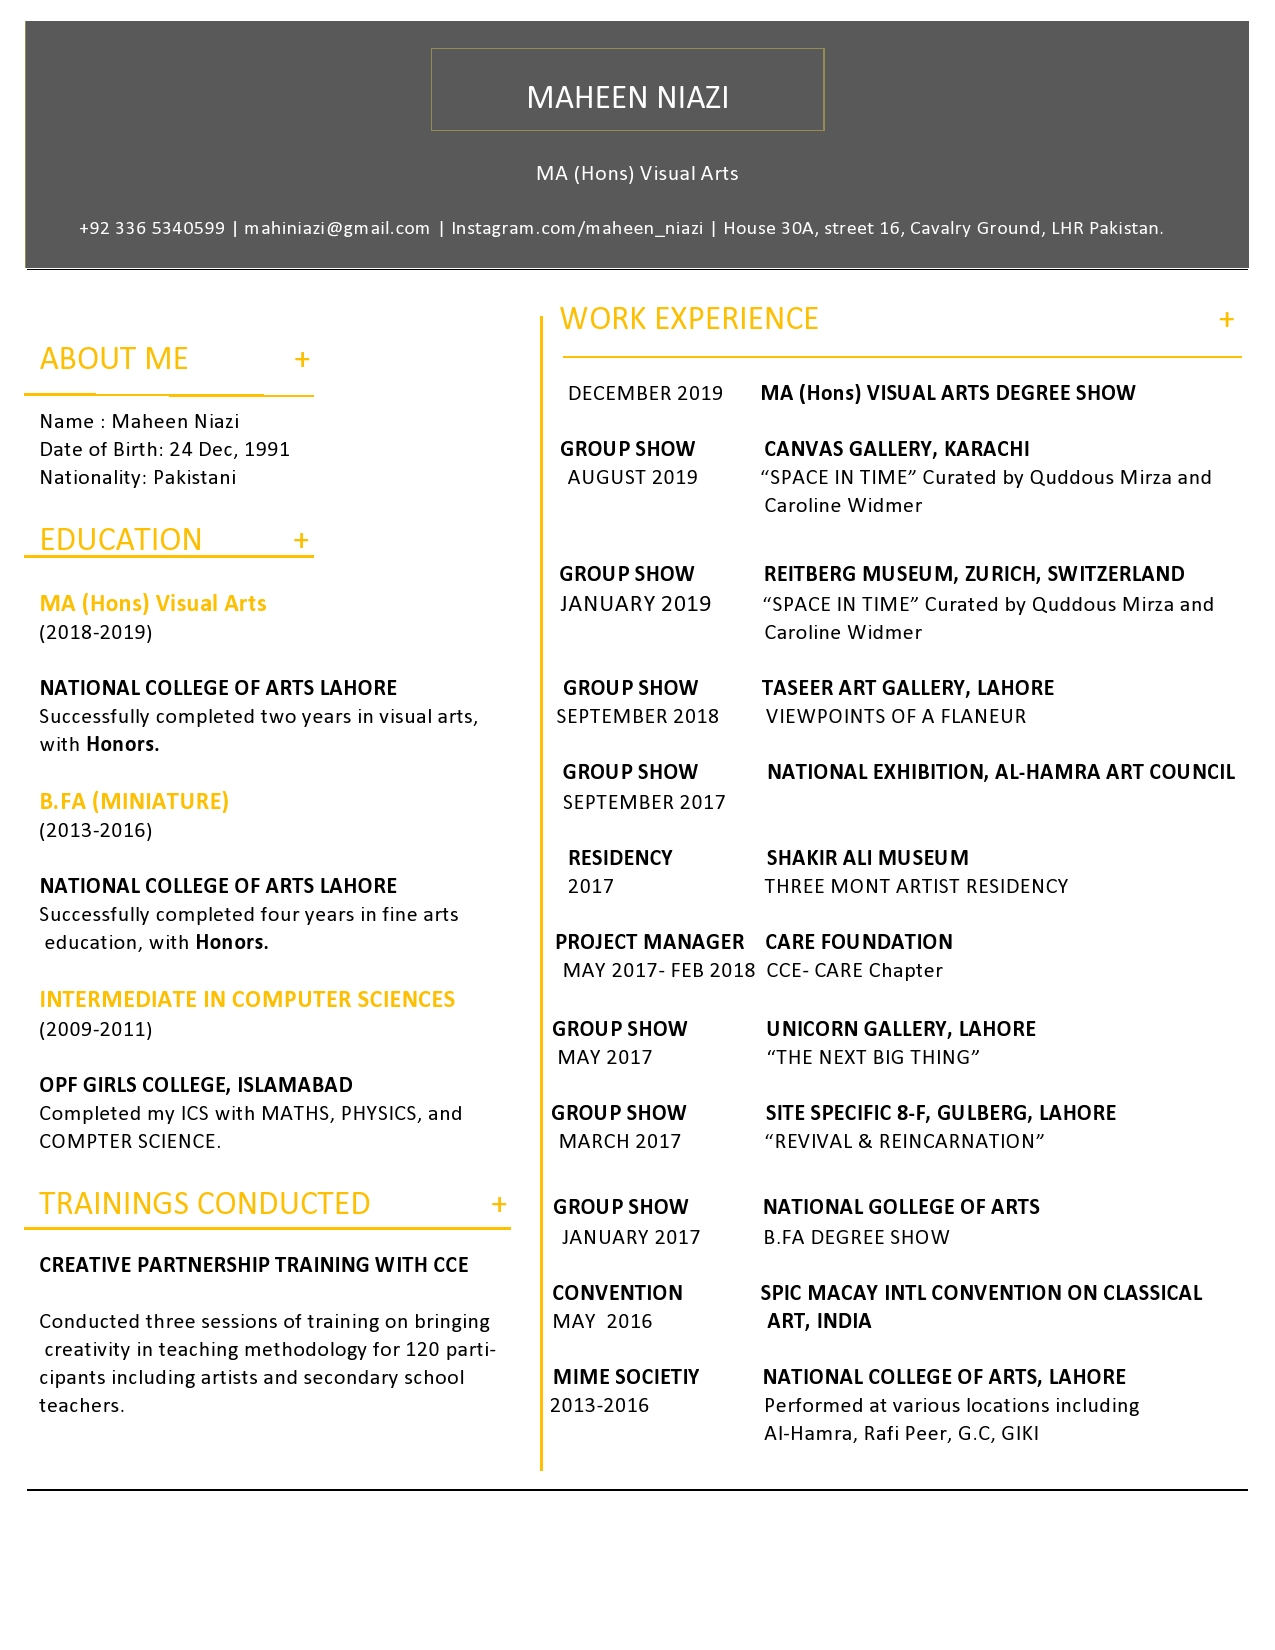 MAHEEN NIAZI
MA (Hons) Visual Arts
+92 336 5340599 | mahiniazi@gmail.com | Instagram.com/maheen_niazi | House 30A, street 16, Cavalry Ground, LHR Pakistan.
ABOUT ME +
Name : Maheen Niazi
Date of Birth: 24 Dec, 1991
Nationality: Pakistani
EDUCATION +
MA (Hons) Visual Arts
(2018-2019)
NATIONAL COLLEGE OF ARTS LAHORE
Successfully completed two years in visual arts,
with Honors.
B.FA (MINIATURE)
(2013-2016)
NATIONAL COLLEGE OF ARTS LAHORE
Successfully completed four years in fine arts
education, with Honors.
INTERMEDIATE IN COMPUTER SCIENCES
(2009-2011)
OPF GIRLS COLLEGE, ISLAMABAD
Completed my ICS with MATHS, PHYSICS, and
COMPTER SCIENCE.
TRAININGS CONDUCTED +
CREATIVE PARTNERSHIP TRAINING WITH CCE
Conducted three sessions of training on bringing
creativity in teaching methodology for 120 parti-
cipants including artists and secondary school
teachers.
WORK EXPERIENCE +
DECEMBER 2019 MA (Hons) VISUAL ARTS DEGREE SHOW
GROUP SHOW CANVAS GALLERY, KARACHI
AUGUST 2019 “SPACE IN TIME” Curated by Quddous Mirza and
Caroline Widmer
GROUP SHOW REITBERG MUSEUM, ZURICH, SWITZERLAND
JANUARY 2019 “SPACE IN TIME” Curated by Quddous Mirza and
Caroline Widmer
GROUP SHOW TASEER ART GALLERY, LAHORE
SEPTEMBER 2018 VIEWPOINTS OF A FLANEUR
GROUP SHOW NATIONAL EXHIBITION, AL-HAMRA ART COUNCIL
SEPTEMBER 2017
RESIDENCY SHAKIR ALI MUSEUM
2017 THREE MONT ARTIST RESIDENCY
PROJECT MANAGER CARE FOUNDATION
MAY 2017- FEB 2018 CCE- CARE Chapter
GROUP SHOW UNICORN GALLERY, LAHORE
MAY 2017 “THE NEXT BIG THING”
GROUP SHOW SITE SPECIFIC 8-F, GULBERG, LAHORE
MARCH 2017 “REVIVAL & REINCARNATION”
GROUP SHOW NATIONAL GOLLEGE OF ARTS
JANUARY 2017 B.FA DEGREE SHOW
CONVENTION SPIC MACAY INTL CONVENTION ON CLASSICAL
MAY 2016 ART, INDIA
MIME SOCIETIY NATIONAL COLLEGE OF ARTS, LAHORE
2013-2016 Performed at various locations including
Al-Hamra, Rafi Peer, G.C, GIKI